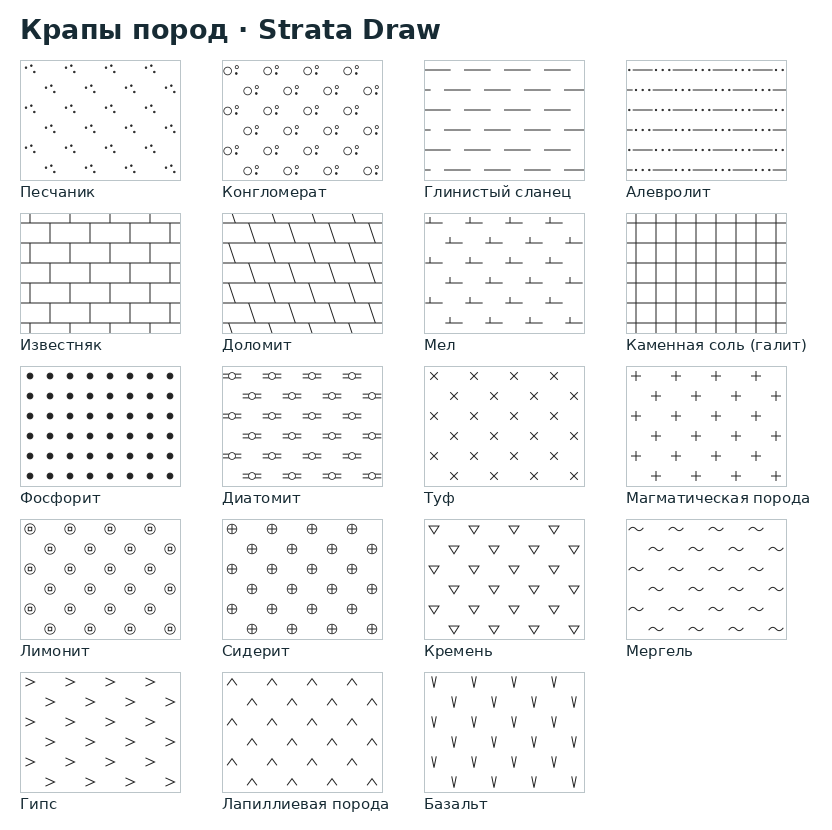 Крапы пород · Strata Draw
Песчаник
Конгломерат
Глинистый сланец
Алевролит
Известняк
Доломит
Мел
Каменная соль (галит)
Фосфорит
Диатомит
Туф
Магматическая порода
Лимонит
Сидерит
Кремень
Мергель
Гипс
Лапиллиевая порода
Базальт